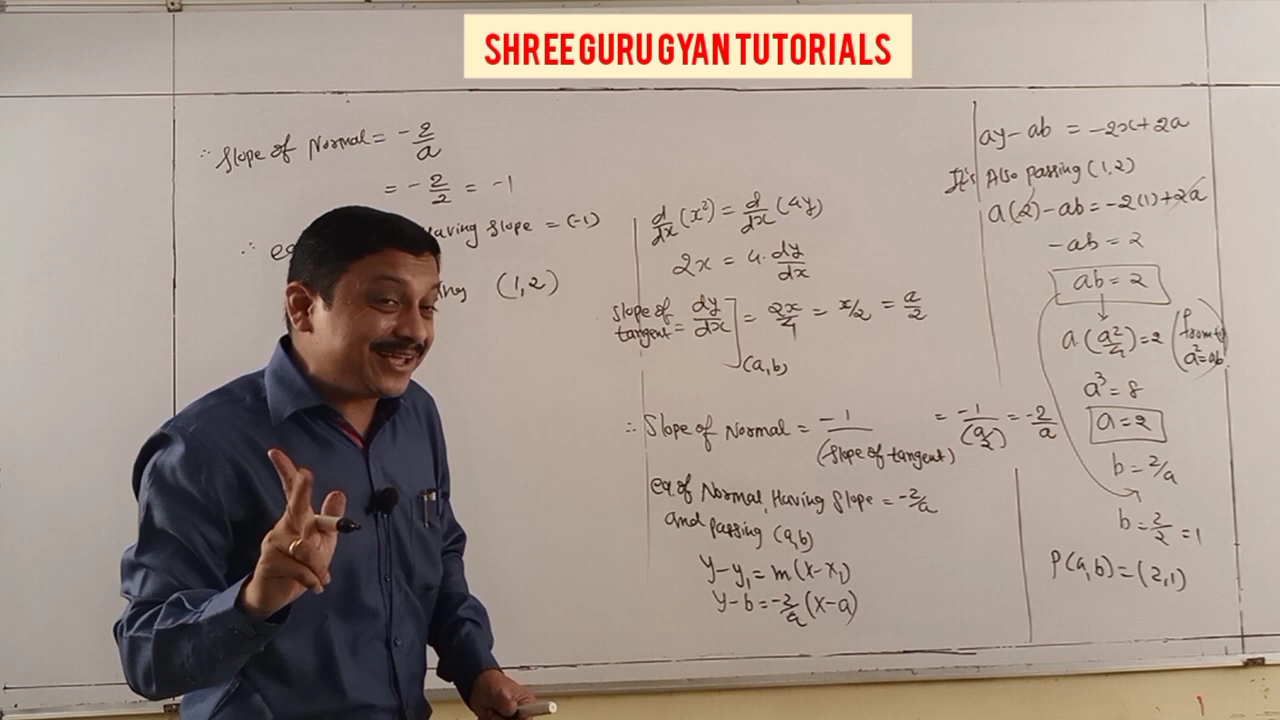 SHREE GURU GYAN TUTORIALS
∴ Slope of Normal = -2/a
= -2/2 = -1
∴ eq Having Slope = (-1)
(1,2)
d/dx (x²) = d/dx (4y)
2x = 4·dy/dx
Slope of tangent = dy/dx](a,b) = 2x/4 = x/2 = a/2
∴ Slope of Normal = -1/(slope of tangent) = -1/(a/2) = -2/a
eq. of Normal, Having Slope = -2/a
and passing (a,b)
y-y₁ = m(x-x₁)
y-b = -2/a (x-a)
ay-ab = -2x+2a
It's Also passing (1,2)
a(2)-ab = -2(1)+2a
-ab = 2
ab = 2
a(a²/4) = 2 (from
a³ = 8
a = 2
b = 2/a
b = 2/2 = 1
P(a,b) = (2,1)